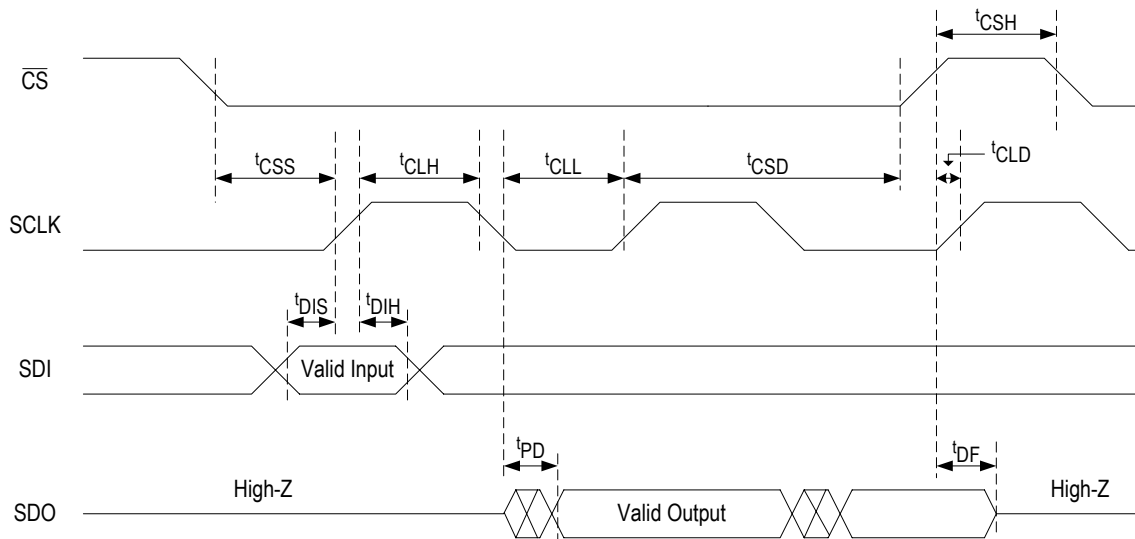 tCSH
CS
tCSS
tCLH
tCLL
tCSD
tCLD
SCLK
tDIS
tDIH
SDI
Valid Input
tPD
tDF
High-Z
High-Z
SDO
Valid Output